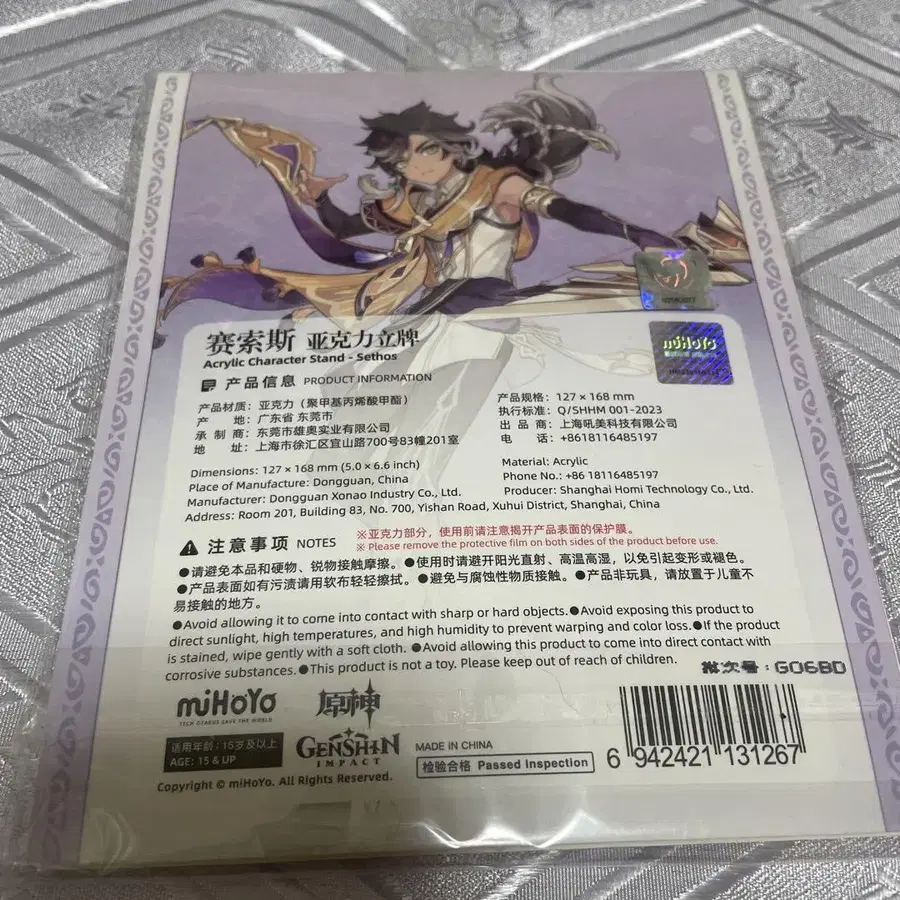 赛索斯 亚克力立牌
Acrylic Character Stand - Sethos
产品信息 PRODUCT INFORMATION
产品材质：亚克力（聚甲基丙烯酸甲酯）
产 地：广东省 东莞市
承制商：东莞市雄奥实业有限公司
地 址：上海市徐汇区宜山路700号83幢201室
产品规格：127×168 mm
执行标准：Q/SHHM 001-2023
出品商：上海吼美科技有限公司
电 话：+8618116485197
Dimensions: 127×168 mm (5.0×6.6 inch)
Place of Manufacture: Dongguan, China
Manufacturer: Dongguan Xonao Industry Co., Ltd.
Material: Acrylic
Phone No.: +86 18116485197
Producer: Shanghai Homi Technology Co., Ltd.
Address: Room 201, Building 83, No. 700, Yishan Road, Xuhui District, Shanghai, China
注意事项 NOTES
※亚克力部分，使用前请注意揭开产品表面的保护膜。
※ Please remove the protective film on both sides of the product before use.
●请避免本品和硬物、锐物接触摩擦。●使用时请避开阳光直射、高温高湿，以免引起变形或褪色。
●产品表面如有污渍请用软布轻轻擦拭。●避免与腐蚀性物质接触。●产品非玩具，请放置于儿童不
易接触的地方。
●Avoid allowing it to come into contact with sharp or hard objects.●Avoid exposing this product to
direct sunlight, high temperatures, and high humidity to prevent warping and color loss.●If the product
is stained, wipe gently with a soft cloth. ●Avoid allowing this product to come into direct contact with
corrosive substances. ●This product is not a toy. Please keep out of reach of children.
批次号：G06BD
miHoYo
TECH OTAKUS SAVE THE WORLD
原神
GENSHIN
IMPACT
适用年龄：15岁及以上
AGE: 15 & UP
MADE IN CHINA
检验合格 Passed Inspection
6 942421 131267
Copyright © miHoYo. All Rights Reserved.
miHoYo